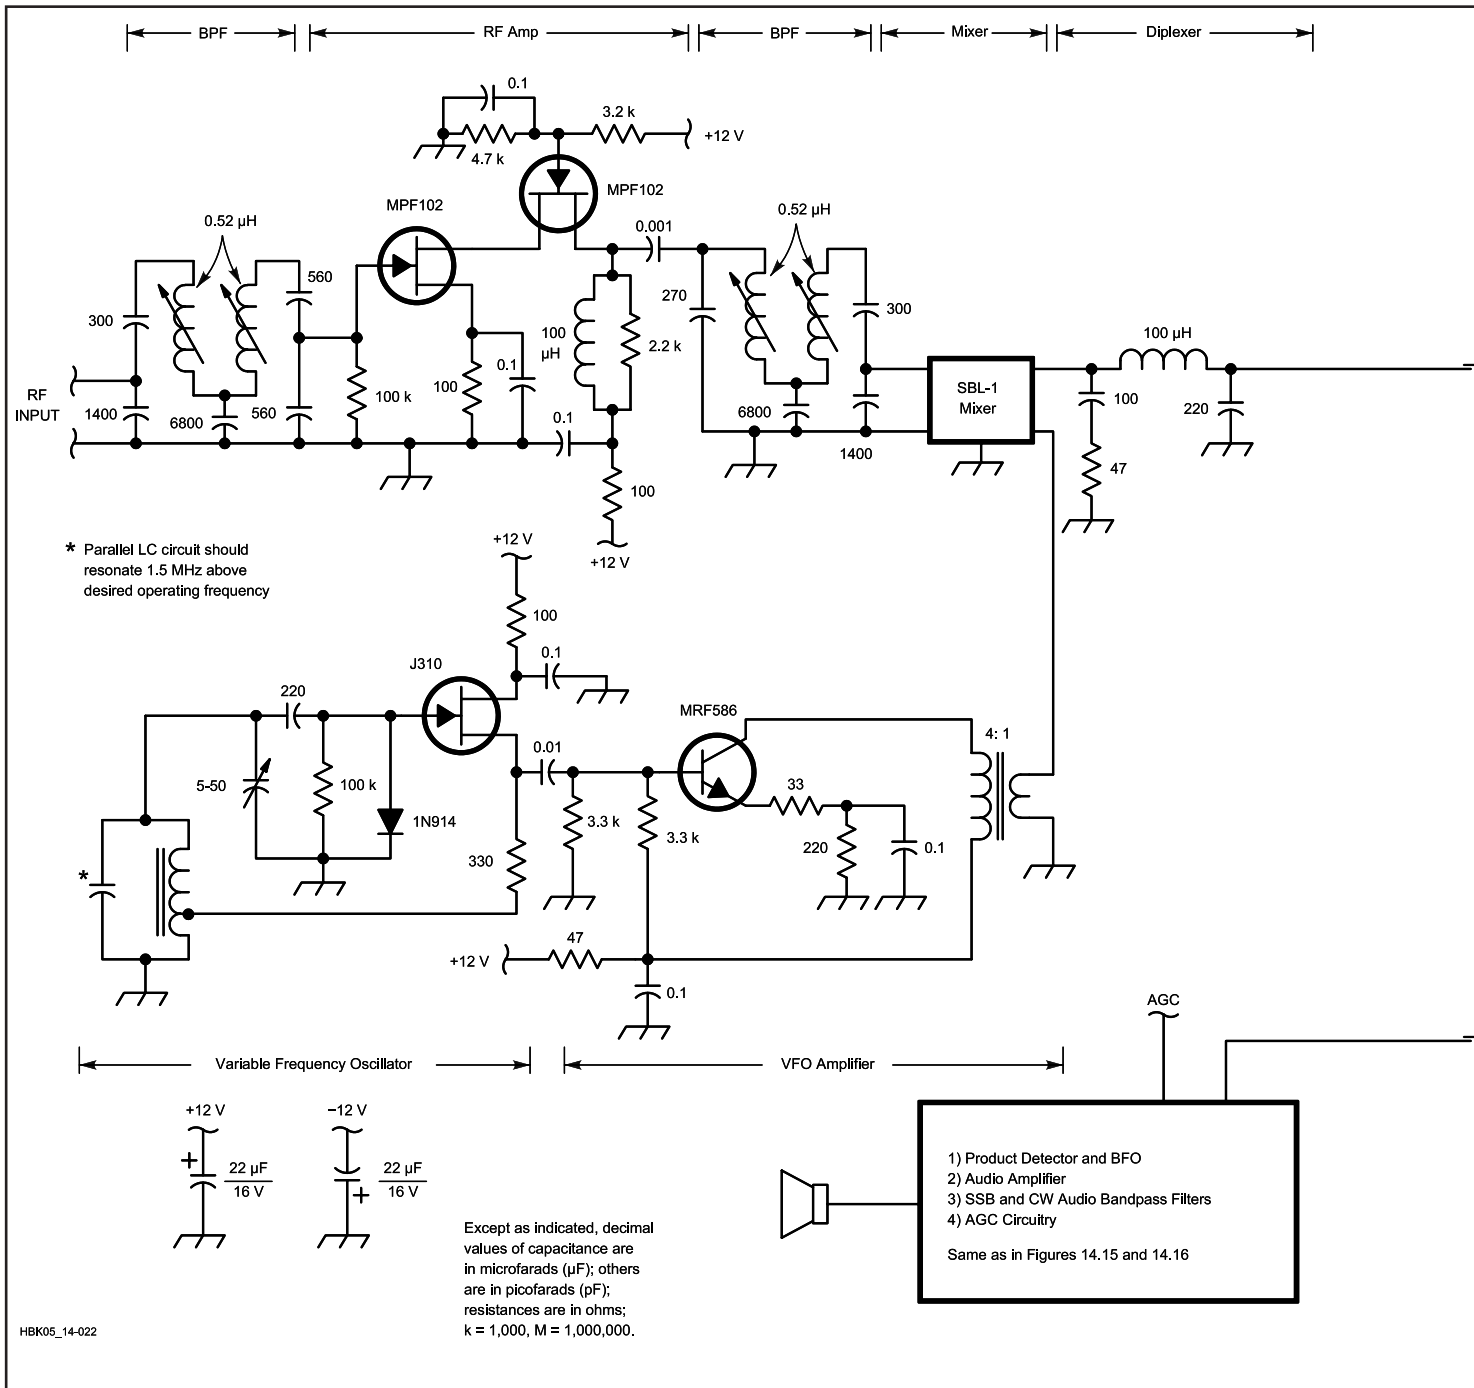 BPF
RF Amp
BPF
Mixer
Diplexer
0.1
3.2 k
+12 V
4.7 k
MPF102
MPF102
0.52 µH
0.001
0.52 µH
560
300
270
300
100
µH
2.2 k
100 µH
RF
INPUT
1400
6800
560
100 k
100
0.1
0.1
6800
1400
SBL-1
Mixer
100
220
47
100
+12 V
* Parallel LC circuit should
resonate 1.5 MHz above
desired operating frequency
+12 V
100
J310
0.1
220
MRF586
4: 1
0.01
5-50
100 k
1N914
33
3.3 k
3.3 k
330
220
0.1
*
47
+12 V
0.1
AGC
Variable Frequency Oscillator
VFO Amplifier
+12 V
−12 V
+
22 µF
16 V
22 µF
16 V
+
1) Product Detector and BFO
2) Audio Amplifier
3) SSB and CW Audio Bandpass Filters
4) AGC Circuitry
Same as in Figures 14.15 and 14.16
Except as indicated, decimal
values of capacitance are
in microfarads (µF); others
are in picofarads (pF);
resistances are in ohms;
k = 1,000, M = 1,000,000.
HBK05_14-022